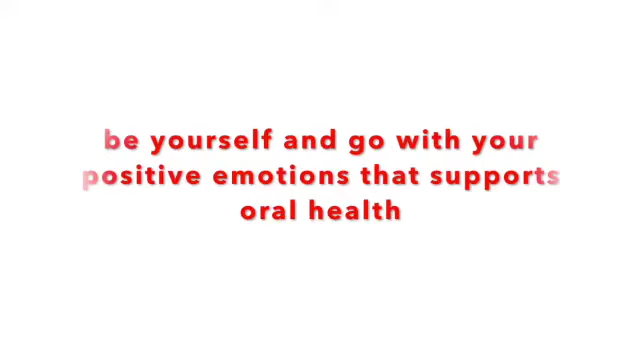 be yourself and go with your
positive emotions that supports
oral health